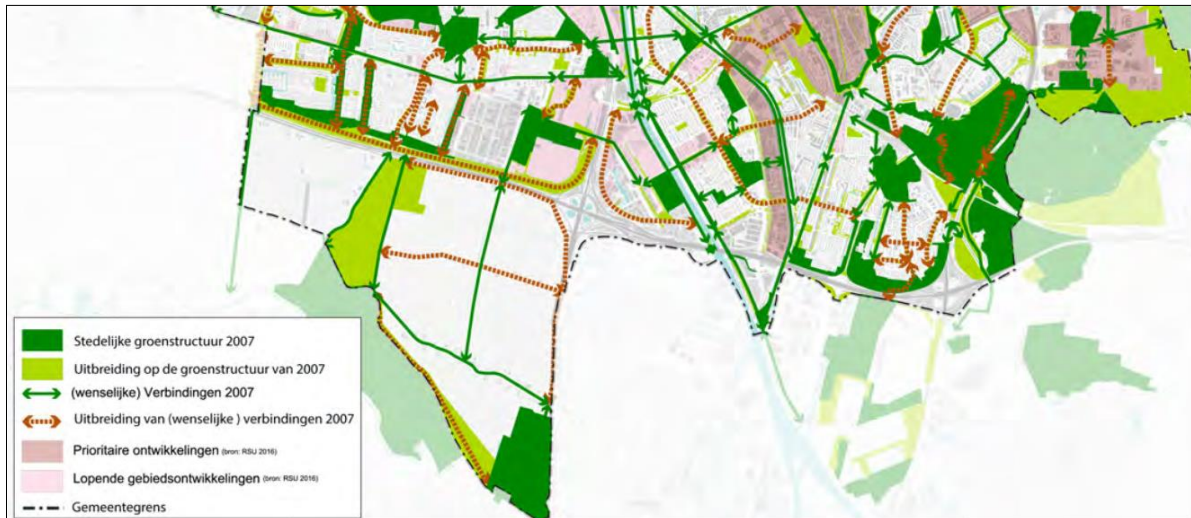 Stedelijke groenstructuur 2007
Uitbreiding op de groenstructuur van 2007
(wenselijke) Verbindingen 2007
Uitbreiding van (wenselijke ) verbindingen 2007
Prioritaire ontwikkelingen (bron: RSU 2016)
Lopende gebiedsontwikkelingen (bron: RSU 2016)
Gemeentegrens